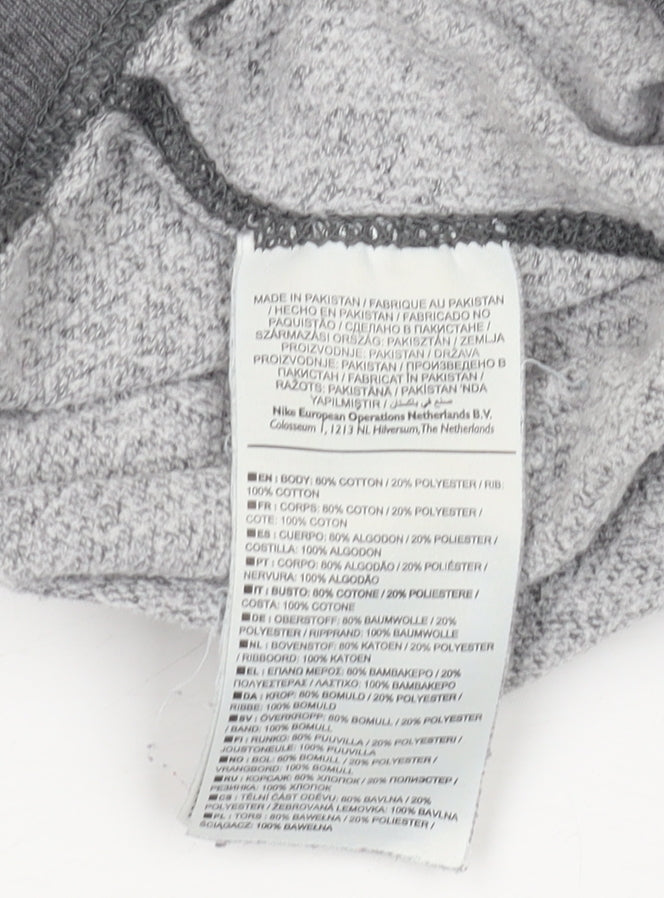 MADE IN PAKISTAN / FABRIQUE AU PAKISTAN
/ HECHO EN PAKISTAN / FABRICADO NO
PAQUISTÃO / СДЕЛАНО В ПАКИСТАНЕ /
SZÁRMAZÁSI ORSZÁG: PAKISZTÁN / ZEMLJA
PROIZVODNJE: PAKISTAN / DRŽAVA
PROIZVODNJE: PAKISTAN / ПРОИЗВЕДЕНО В
ПАКИСТАН / FABRICAT ÎN PAKISTAN /
RAŽOTS: PAKISTĀNĀ / PAKİSTAN 'NDA
YAPILMIŞTIR / صنع في باكستان
Nike European Operations Netherlands B.V.
Colosseum 1, 1213 NL Hilversum, The Netherlands
EN : BODY: 80% COTTON / 20% POLYESTER / RIB:
100% COTTON
FR : CORPS: 80% COTON / 20% POLYESTER /
COTE: 100% COTON
ES : CUERPO: 80% ALGODON / 20% POLIESTER /
COSTILLA: 100% ALGODON
PT : CORPO: 80% ALGODÃO / 20% POLIÉSTER /
NERVURA: 100% ALGODÃO
IT : BUSTO: 80% COTONE / 20% POLIESTERE /
COSTA: 100% COTONE
DE : OBERSTOFF: 80% BAUMWOLLE / 20%
POLYESTER / RIPPRAND: 100% BAUMWOLLE
NL : BOVENSTOF: 80% KATOEN / 20% POLYESTER
/ RIBBOORD: 100% KATOEN
EL : ΕΠΑΝΩ ΜΕΡΟΣ: 80% ΒΑΜΒΑΚΕΡΟ / 20%
ΠΟΛΥΕΣΤΕΡΑΣ / ΛΑΣΤΙΧΟ: 100% ΒΑΜΒΑΚΕΡΟ
DA : KROP: 80% BOMULD / 20% POLYESTER /
RIBBE: 100% BOMULD
SV : ÖVERKROPP: 80% BOMULL / 20% POLYESTER
/ BAND: 100% BOMULL
FI : RUNKO: 80% PUUVILLA / 20% POLYESTERI /
JOUSTONEULE: 100% PUUVILLA
NO : BOL: 80% BOMULL / 20% POLYESTER /
VRANGBORD: 100% BOMULL
RU : КОРСАЖ: 80% ХЛОПОК / 20% ПОЛИЭСТЕР /
РЕЗИНКА: 100% ХЛОПОК
CS : TĚLNÍ ČÁST ODĚVU: 80% BAVLNA / 20%
POLYESTER / ŽEBROVANÁ LEMOVKA: 100% BAVLNA
PL : TORS: 80% BAWEŁNA / 20% POLIESTER /
ŚCIĄGACZ: 100% BAWEŁNA